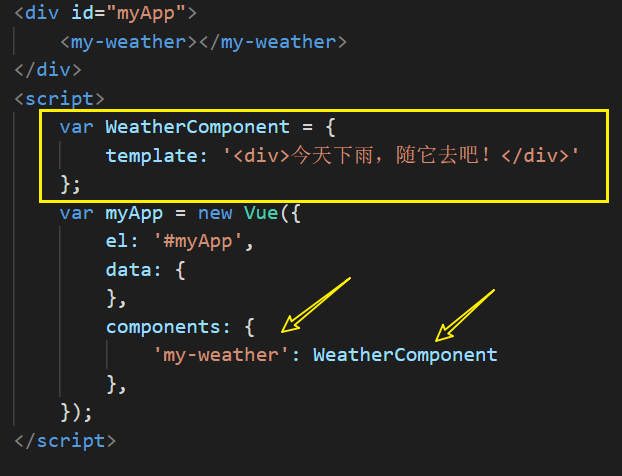 <div id="myApp">
    <my-weather></my-weather>
</div>
<script>
    var WeatherComponent = {
        template: '<div>今天下雨，随它去吧！</div>'
    };
    var myApp = new Vue({
        el: '#myApp',
        data: {
        },
        components: {
            'my-weather': WeatherComponent
        },
    });
</script>